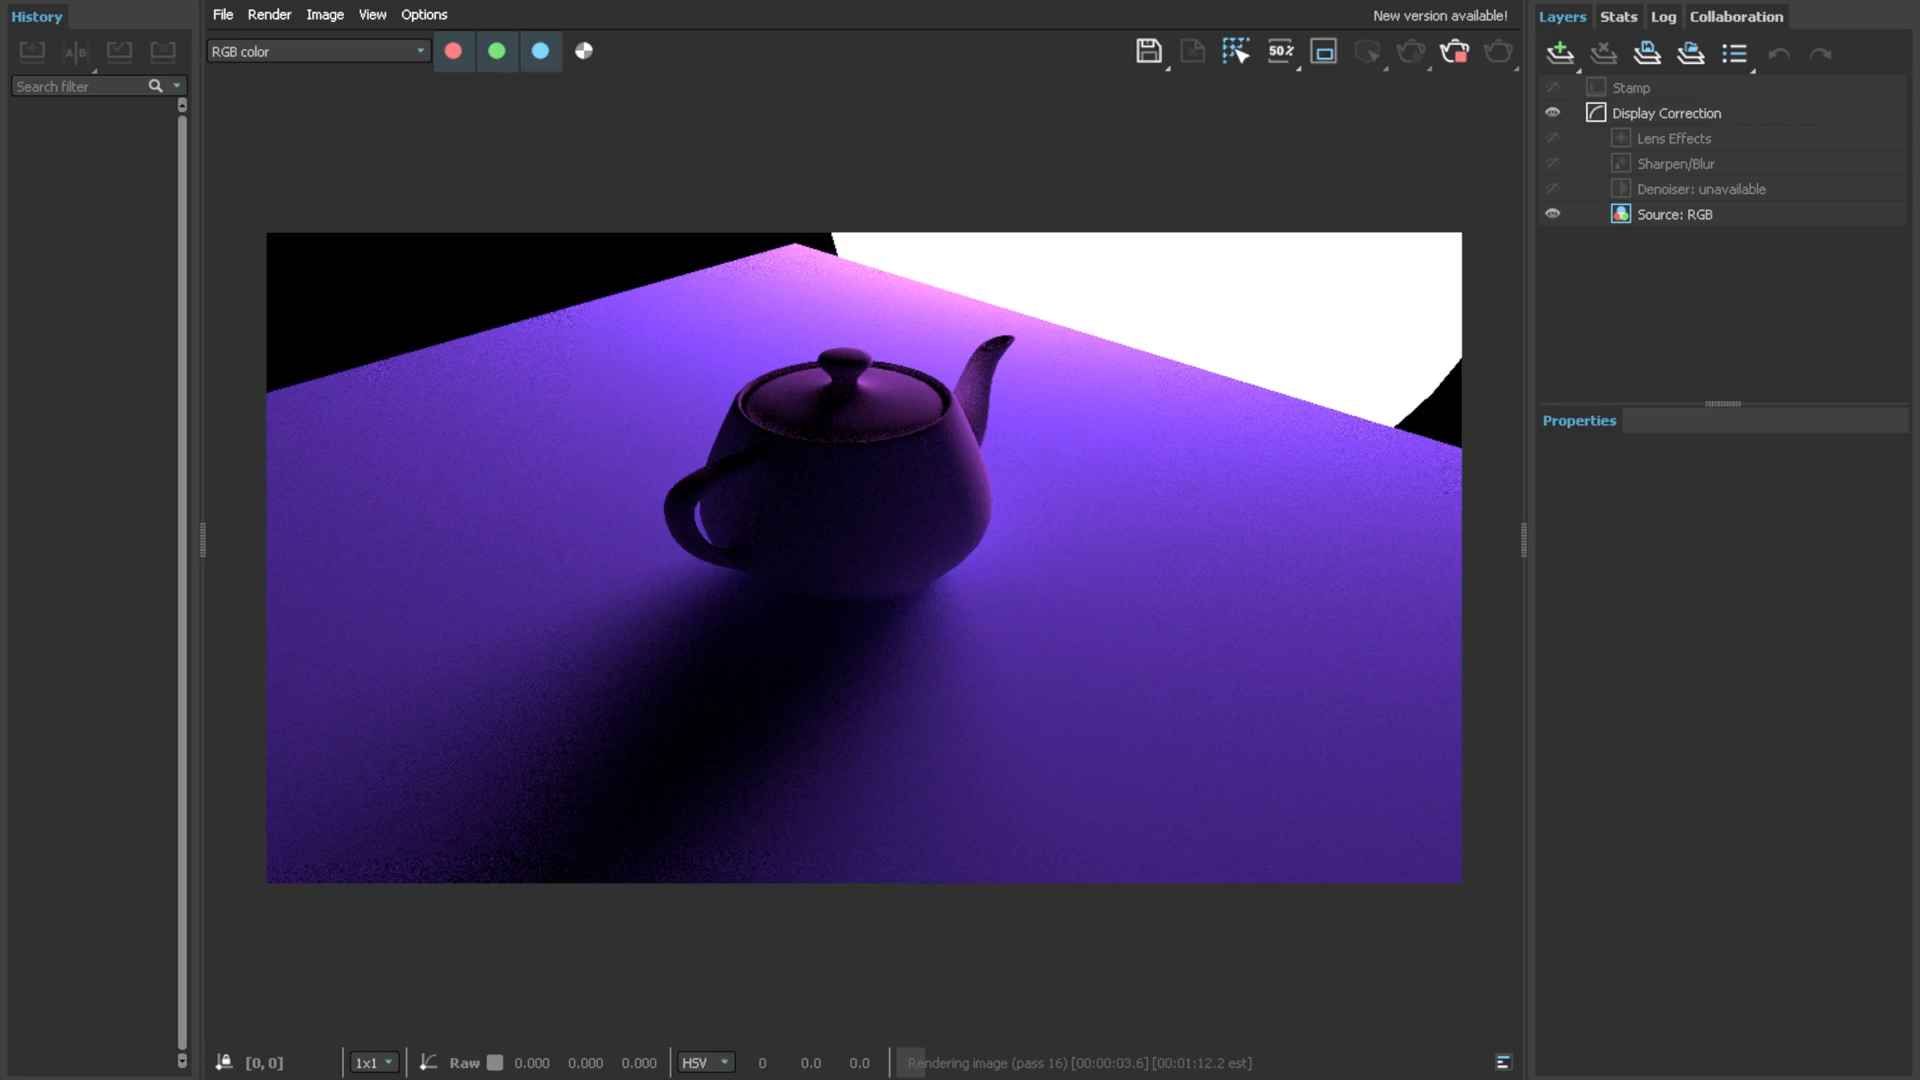 History
Search filter
File Render Image View Options
New version available!
RGB color
50%
Layers Stats Log Collaboration
Stamp
Display Correction
Lens Effects
Sharpen/Blur
Denoiser: unavailable
Source: RGB
Properties
[0, 0]
1x1
Raw 0.000 0.000 0.000
HSV 0 0.0 0.0
Rendering image (pass 16) [00:00:03.6] [00:01:12.2 est]